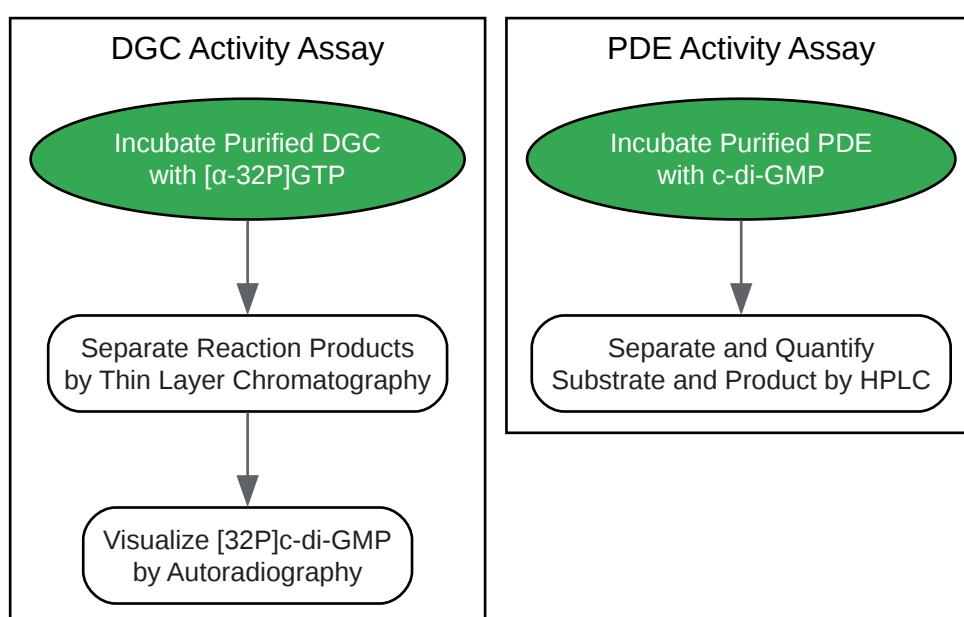 DGC Activity Assay
Incubate Purified DGC
with [α-32P]GTP
Separate Reaction Products
by Thin Layer Chromatography
Visualize [32P]c-di-GMP
by Autoradiography
PDE Activity Assay
Incubate Purified PDE
with c-di-GMP
Separate and Quantify
Substrate and Product by HPLC